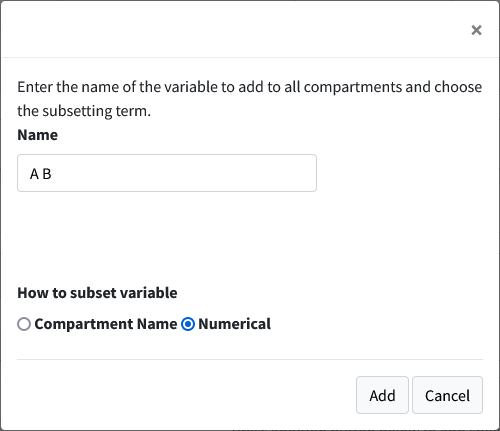 ×
Enter the name of the variable to add to all compartments and choose
the subsetting term.
Name
A B
How to subset variable
Compartment Name Numerical
Add Cancel